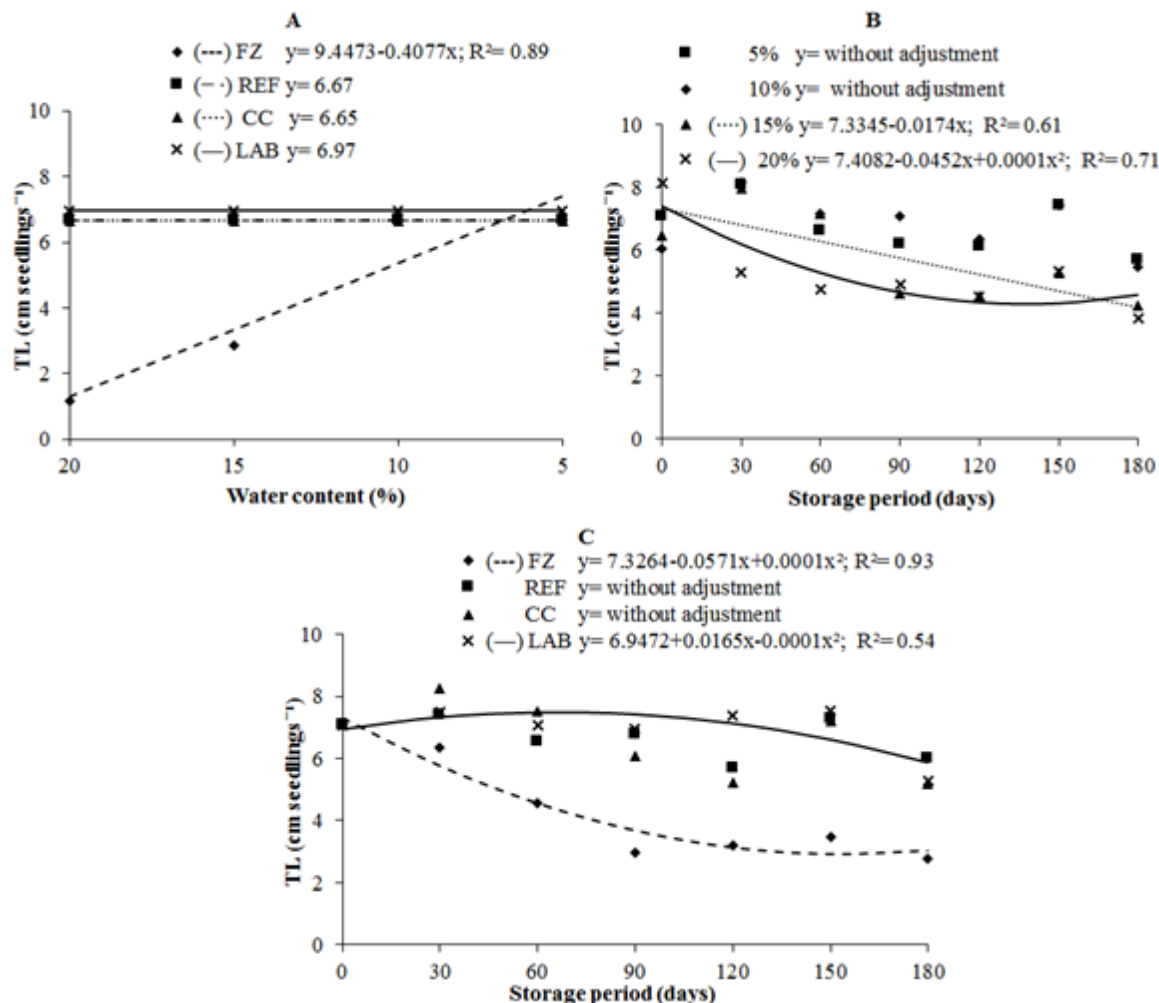 A
(---) FZ y= 9.4473-0.4077x; R²= 0.89
(– ·) REF y= 6.67
(····) CC y= 6.65
(—) LAB y= 6.97
10
8
6
4
2
0
TL (cm seedlings⁻¹)
20 15 10 5
Water content (%)
B
5% y= without adjustment
10% y= without adjustment
(····) 15% y= 7.3345-0.0174x; R²= 0.61
(—) 20% y= 7.4082-0.0452x+0.0001x²; R²= 0.71
10
8
6
4
2
0
TL (cm seedlings⁻¹)
0 30 60 90 120 150 180
Storage period (days)
C
(---) FZ y= 7.3264-0.0571x+0.0001x²; R²= 0.93
REF y= without adjustment
CC y= without adjustment
(—) LAB y= 6.9472+0.0165x-0.0001x²; R²= 0.54
10
8
6
4
2
0
TL (cm seedlings⁻¹)
0 30 60 90 120 150 180
Storage period (days)